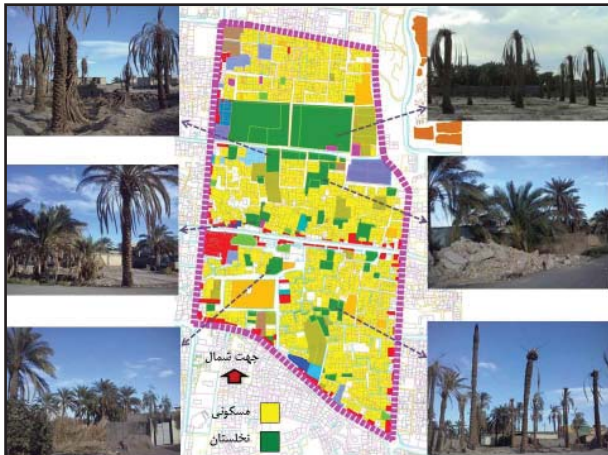 جهت شمال
مسکونی
نخلستان